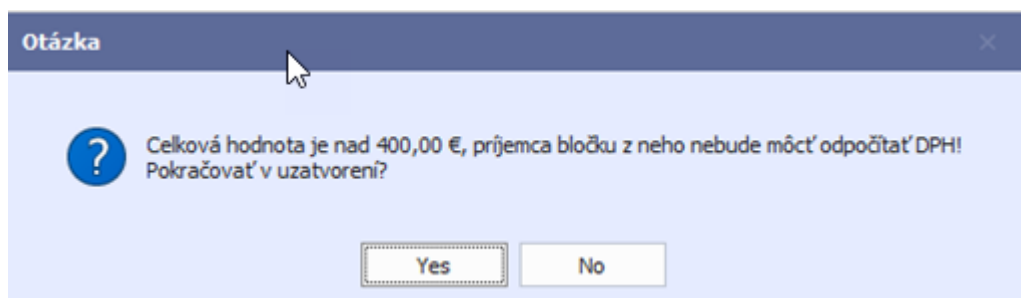 Otázka
Celková hodnota je nad 400,00 €, príjemca bločku z neho nebude môcť odpočítať DPH!
Pokračovať v uzatvorení?
Yes
No